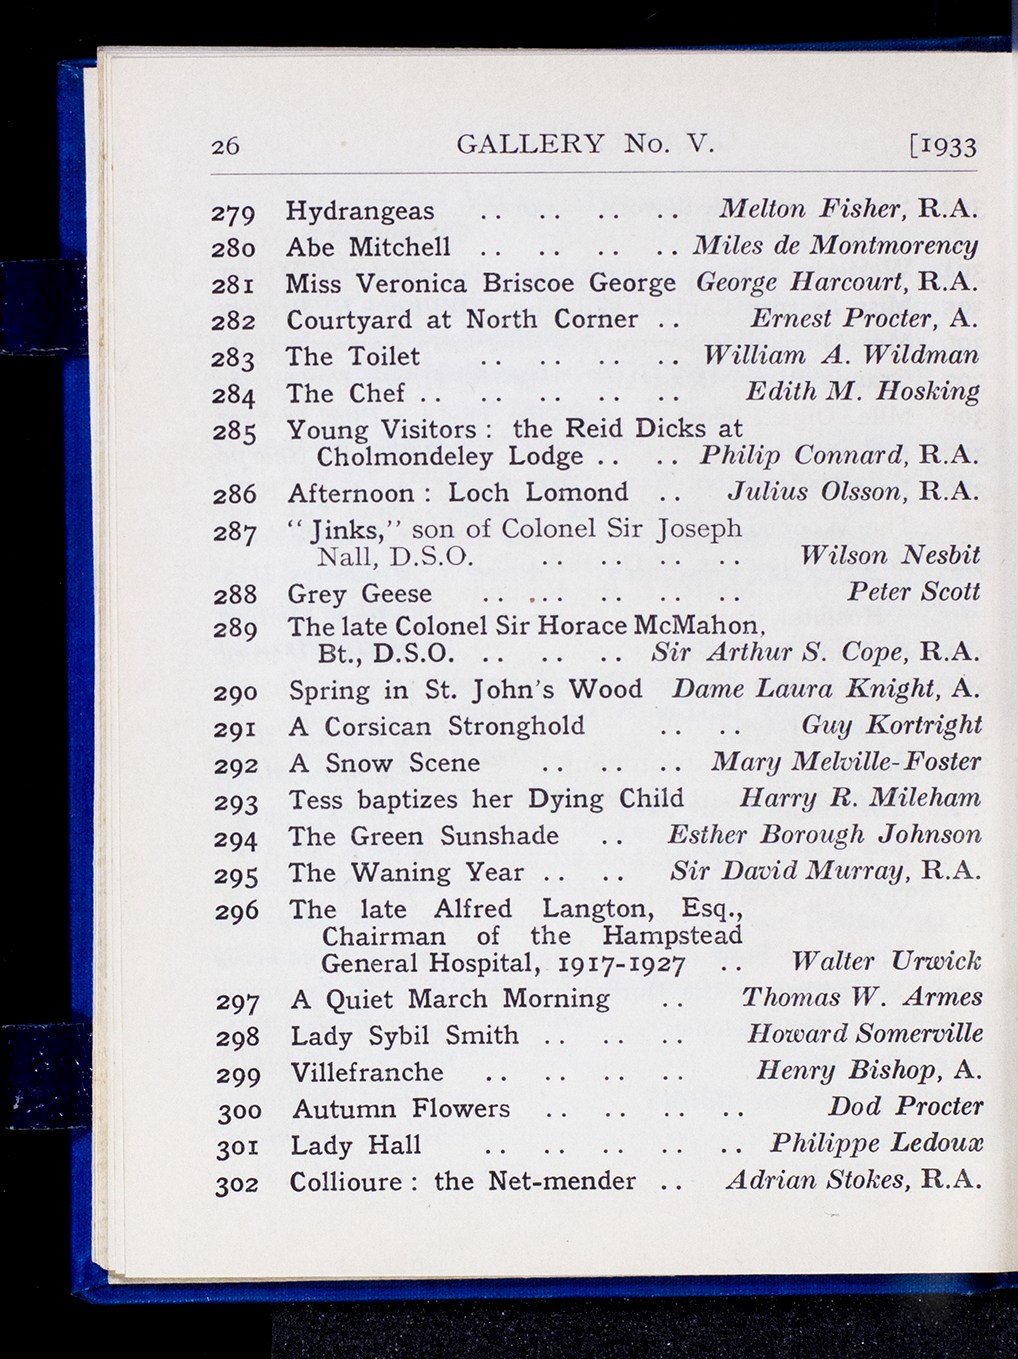 26 GALLERY No. V. [1933
279 Hydrangeas .. .. .. .. Melton Fisher, R.A.
280 Abe Mitchell .. .. .. .. Miles de Montmorency
281 Miss Veronica Briscoe George George Harcourt, R.A.
282 Courtyard at North Corner .. Ernest Procter, A.
283 The Toilet .. .. .. .. William A. Wildman
284 The Chef .. .. .. .. .. Edith M. Hosking
285 Young Visitors : the Reid Dicks at
Cholmondeley Lodge .. .. Philip Connard, R.A.
286 Afternoon : Loch Lomond .. Julius Olsson, R.A.
287 "Jinks," son of Colonel Sir Joseph
Nall, D.S.O. .. .. .. .. Wilson Nesbit
288 Grey Geese .. .. .. .. .. Peter Scott
289 The late Colonel Sir Horace McMahon,
Bt., D.S.O. .. .. .. Sir Arthur S. Cope, R.A.
290 Spring in St. John's Wood Dame Laura Knight, A.
291 A Corsican Stronghold .. .. Guy Kortright
292 A Snow Scene .. .. .. Mary Melville-Foster
293 Tess baptizes her Dying Child Harry R. Mileham
294 The Green Sunshade .. Esther Borough Johnson
295 The Waning Year .. .. Sir David Murray, R.A.
296 The late Alfred Langton, Esq.,
Chairman of the Hampstead
General Hospital, 1917-1927 .. Walter Urwick
297 A Quiet March Morning .. Thomas W. Armes
298 Lady Sybil Smith .. .. .. Howard Somerville
299 Villefranche .. .. .. .. Henry Bishop, A.
300 Autumn Flowers .. .. .. .. Dod Procter
301 Lady Hall .. .. .. .. .. Philippe Ledoux
302 Collioure : the Net-mender .. Adrian Stokes, R.A.